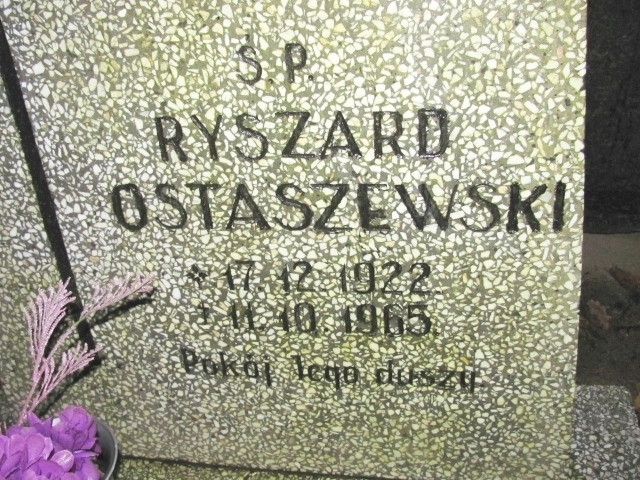 Ś.P.
RYSZARD
OSTASZEWSKI
* 17.12.1922.
† 11.10.1965.
Pokój Jego duszy.